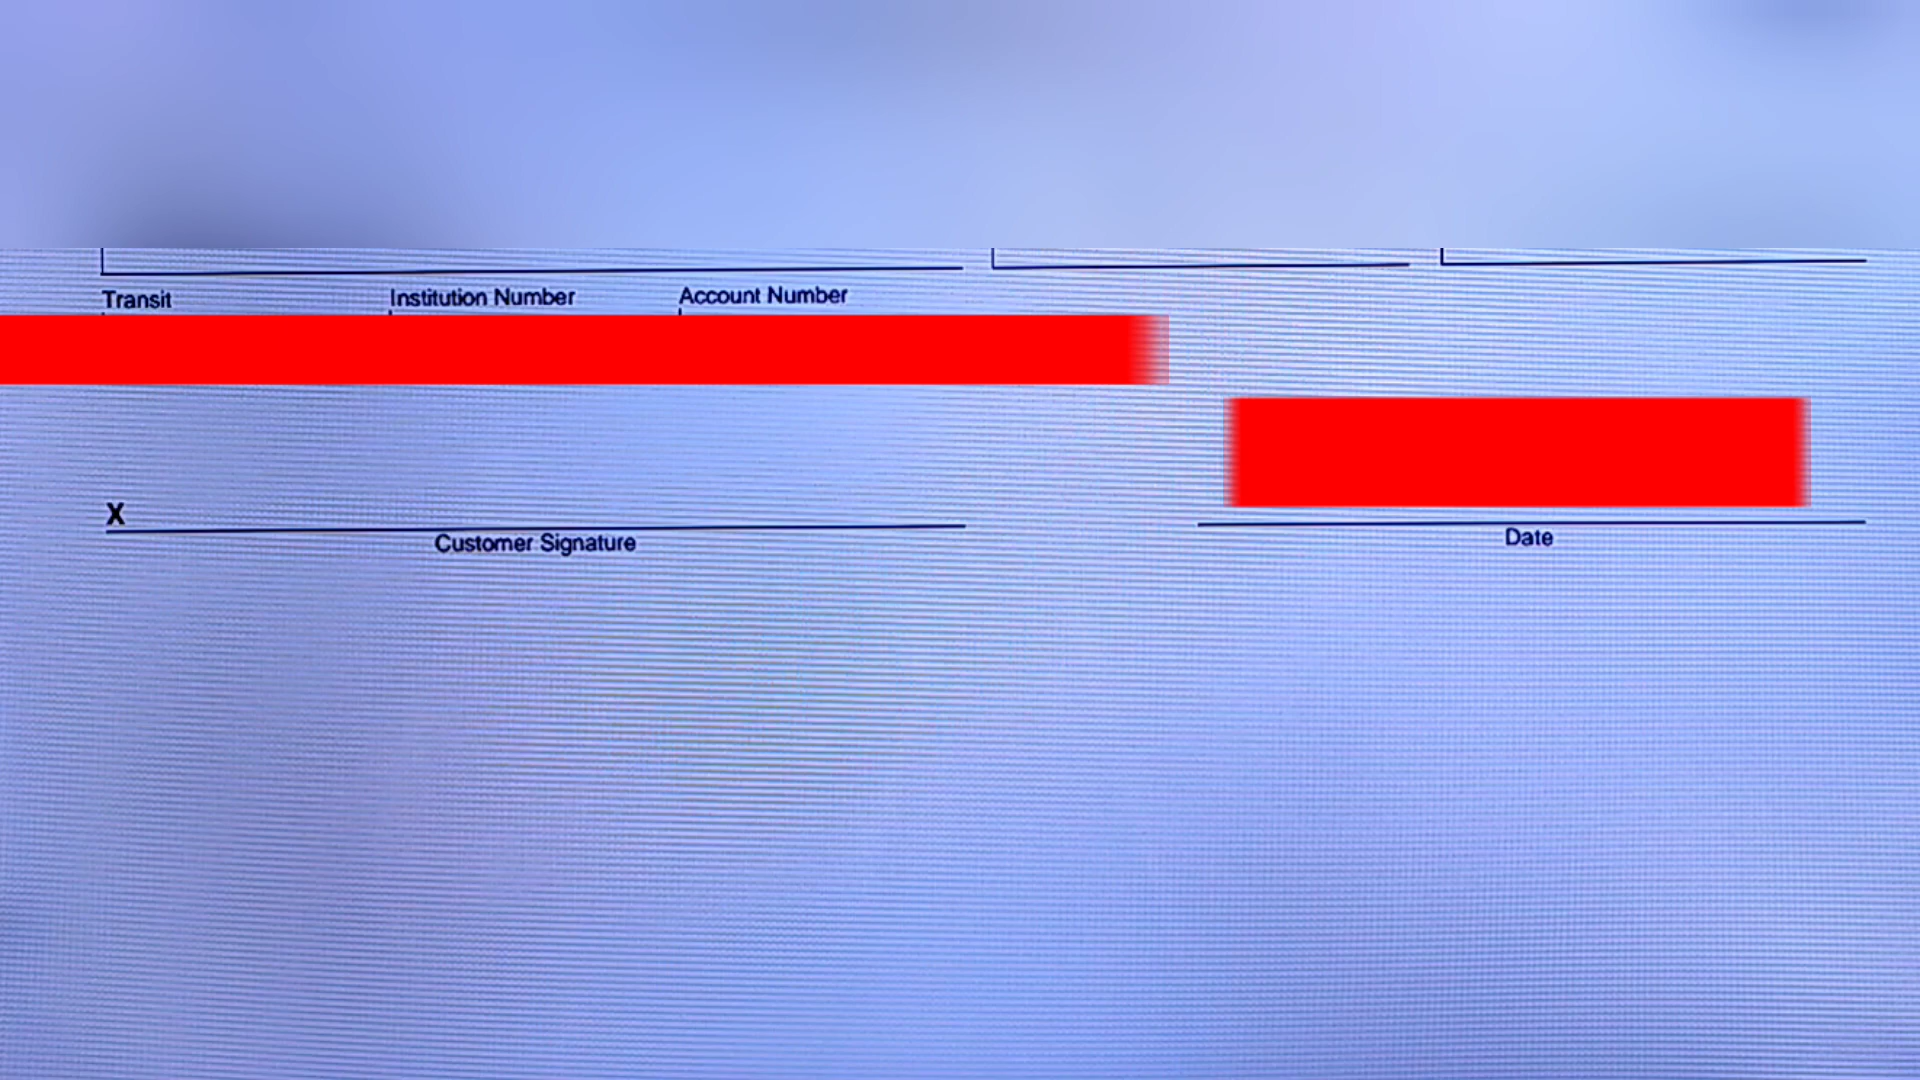 Transit Institution Number Account Number
X
Customer Signature Date